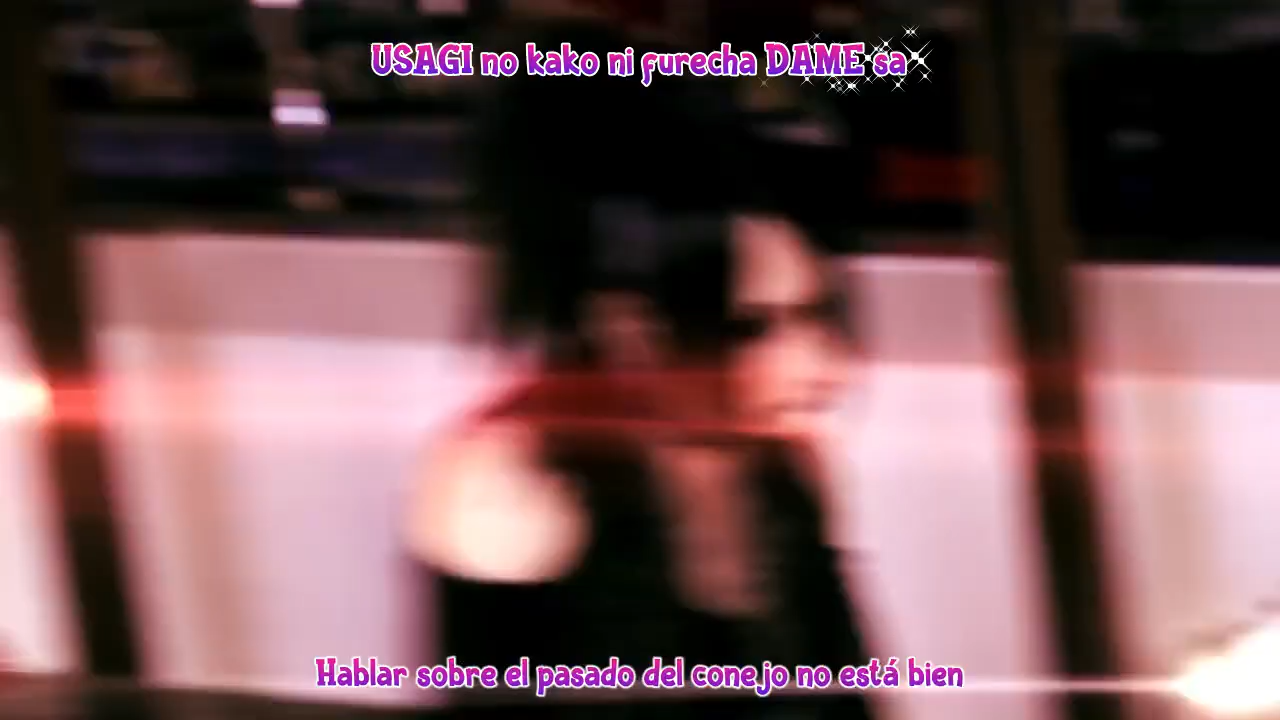 USAGI no kako ni furecha DAME sa
Hablar sobre el pasado del conejo no está bien